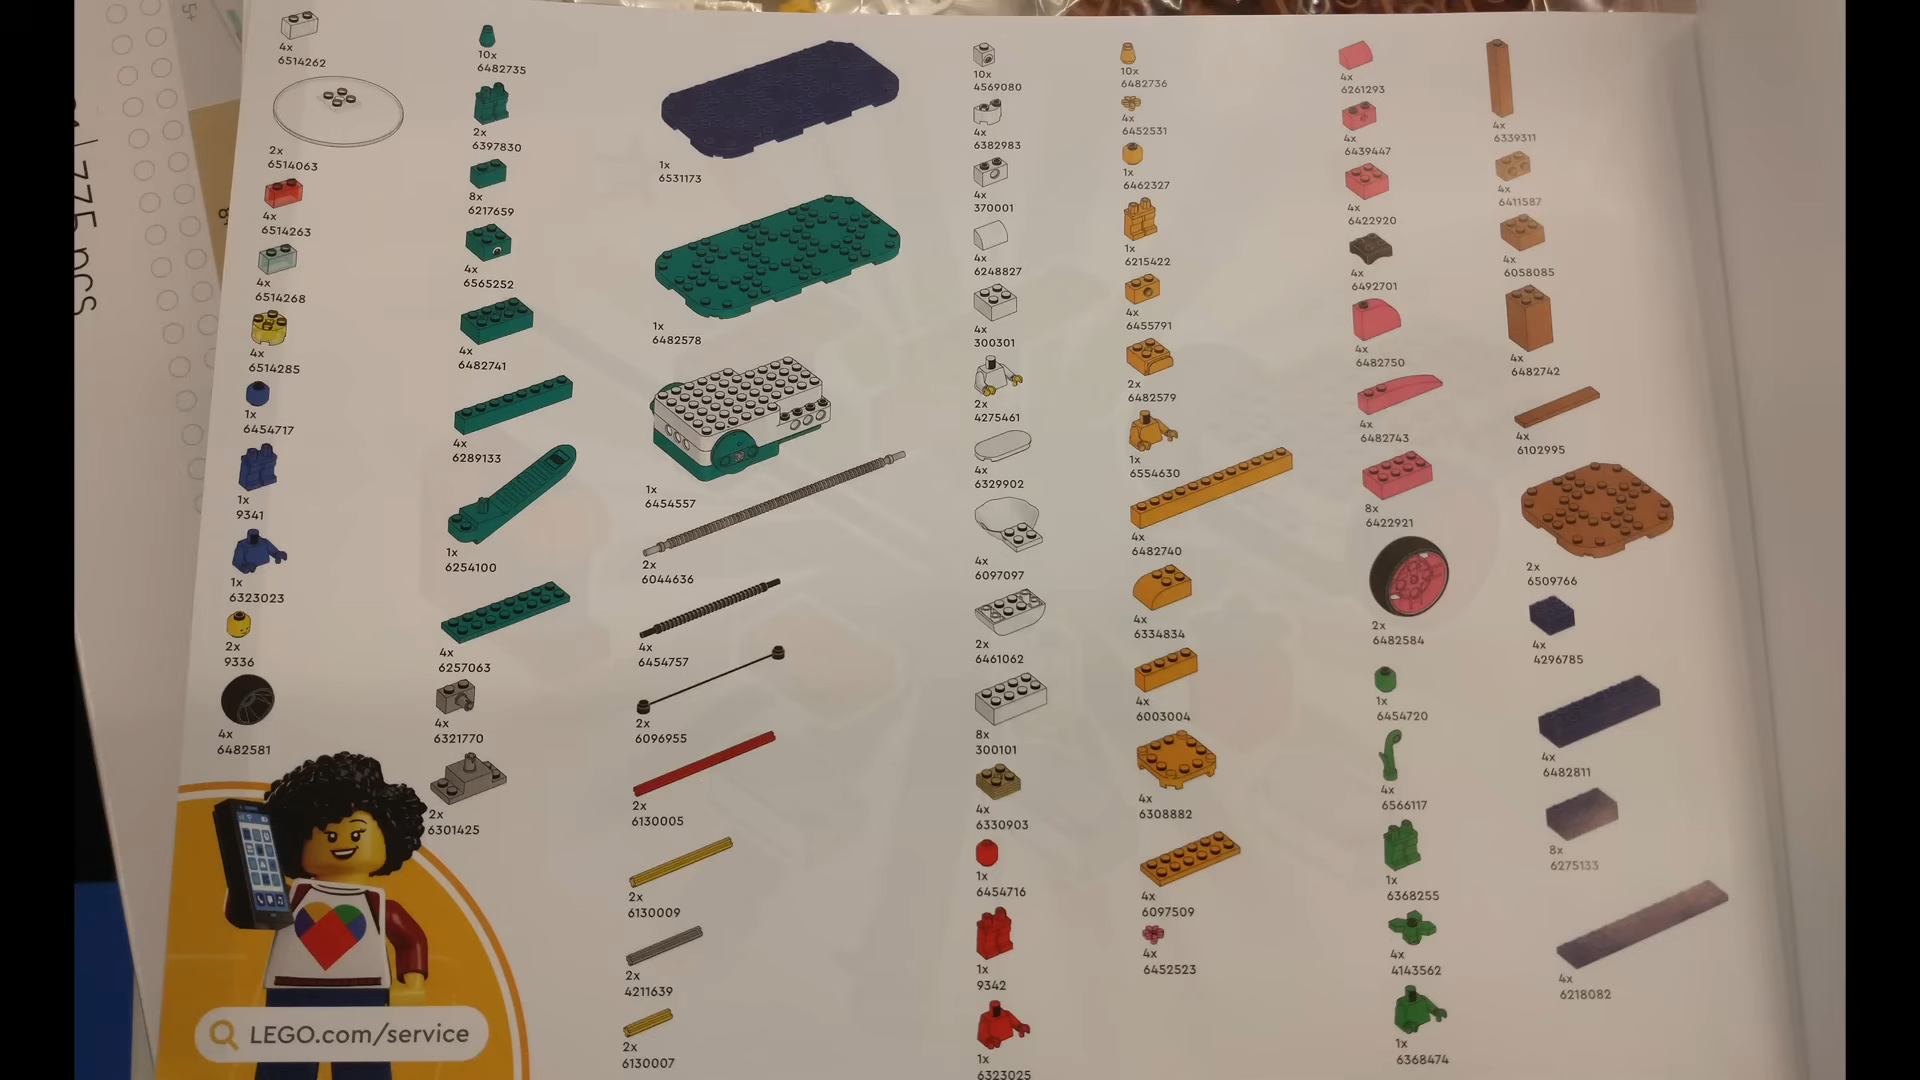 775 pcs
4x
6514262
2x
6514063
4x
6514263
4x
6514268
4x
6514285
1x
6454717
1x
9341
1x
6323023
2x
9336
4x
6482581
LEGO.com/service
10x
6482735
2x
6397830
8x
6217659
4x
6565252
4x
6482741
4x
6289133
1x
6254100
4x
6257063
4x
6321770
2x
6301425
1x
6531173
1x
6482578
1x
6454557
2x
6044636
4x
6454757
2x
6096955
2x
6130005
2x
6130009
2x
4211639
2x
6130007
10x
4569080
4x
6382983
4x
370001
4x
6248827
4x
300301
2x
4275461
4x
6329902
4x
6097097
2x
6461062
8x
300101
4x
6330903
1x
6454716
1x
9342
1x
6323025
10x
6482736
4x
6452531
1x
6462327
1x
6215422
4x
6455791
2x
6482579
1x
6554630
4x
6482740
4x
6334834
4x
6003004
4x
6308882
4x
6097509
4x
6452523
4x
6261293
4x
6439447
4x
6422920
4x
6492701
4x
6482750
4x
6482743
8x
6422921
2x
6482584
1x
6454720
4x
6566117
1x
6368255
4x
4143562
1x
6368474
4x
6339311
4x
6411587
4x
6058085
4x
6482742
4x
6102995
2x
6509766
4x
4296785
4x
6482811
8x
6275133
4x
6218082